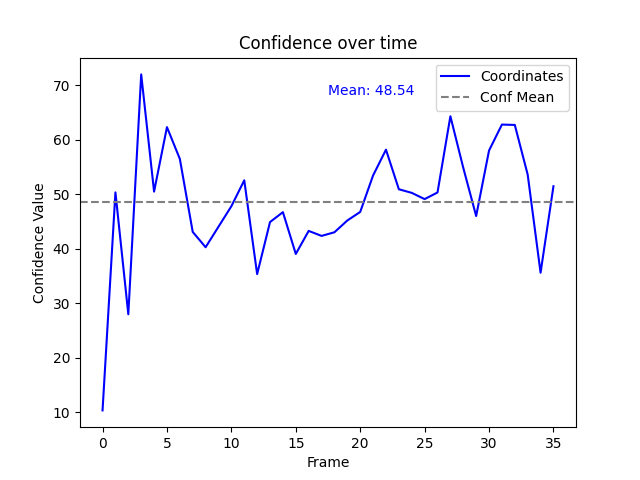 Confidence over time
Mean: 48.54
Coordinates
Conf Mean
Confidence Value
70
60
50
40
30
20
10
0 5 10 15 20 25 30 35
Frame